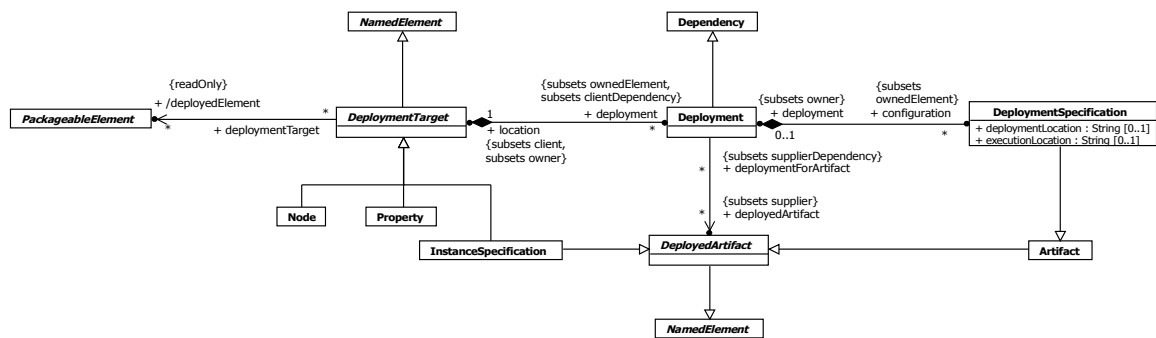 NamedElement
Dependency
{readOnly}
+ /deployedElement
*
*
+ deploymentTarget
PackageableElement
DeploymentTarget
1
+ location
{subsets client,
subsets owner}
{subsets ownedElement,
subsets clientDependency}
+ deployment
*
Deployment
{subsets owner}
+ deployment
0..1
{subsets
ownedElement}
+ configuration
*
DeploymentSpecification
+ deploymentLocation : String [0..1]
+ executionLocation : String [0..1]
{subsets supplierDependency}
* + deploymentForArtifact
{subsets supplier}
* + deployedArtifact
Node
Property
InstanceSpecification
DeployedArtifact
Artifact
NamedElement